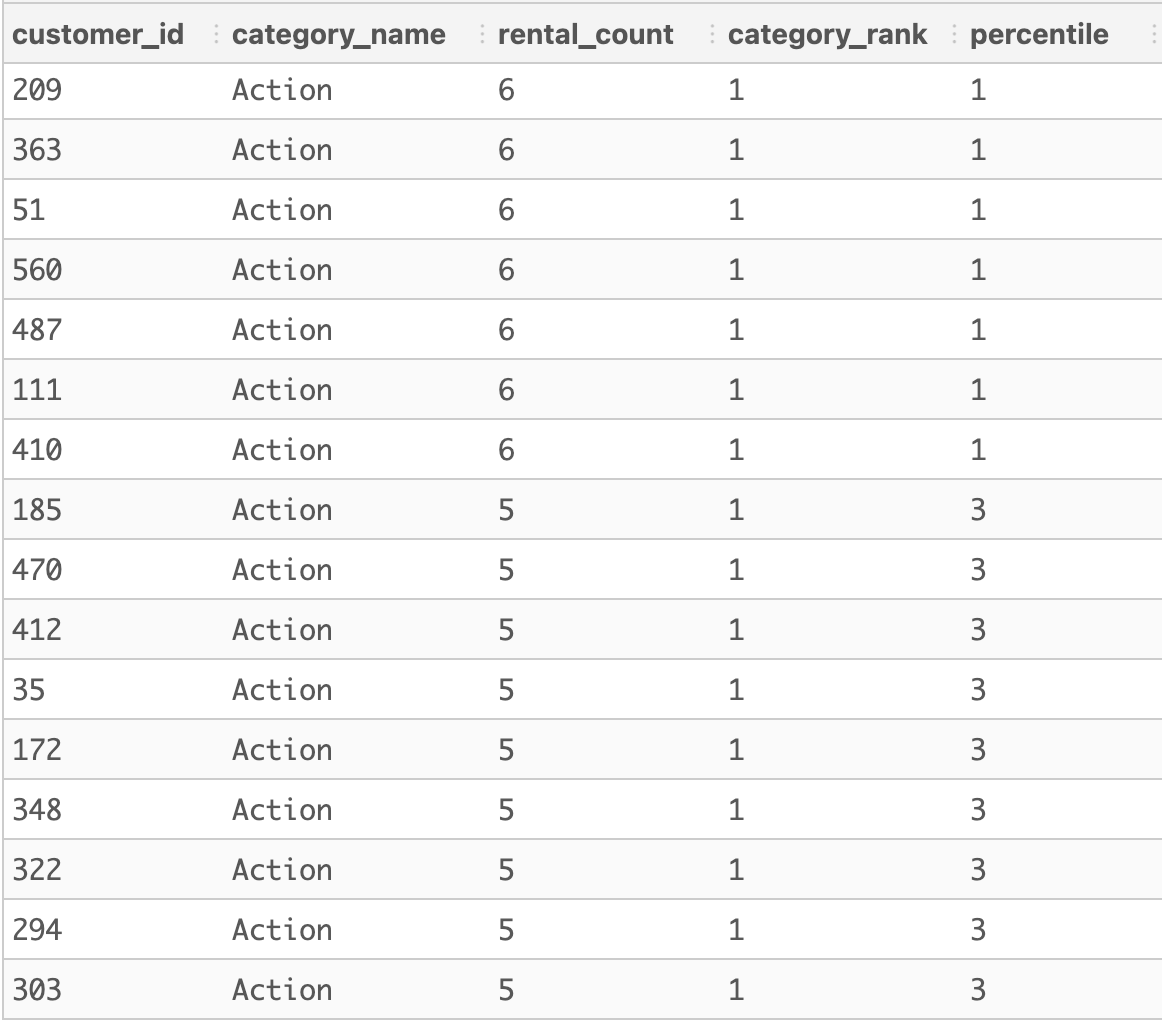 customer_id category_name rental_count category_rank percentile
209 Action 6 1 1
363 Action 6 1 1
51 Action 6 1 1
560 Action 6 1 1
487 Action 6 1 1
111 Action 6 1 1
410 Action 6 1 1
185 Action 5 1 3
470 Action 5 1 3
412 Action 5 1 3
35 Action 5 1 3
172 Action 5 1 3
348 Action 5 1 3
322 Action 5 1 3
294 Action 5 1 3
303 Action 5 1 3